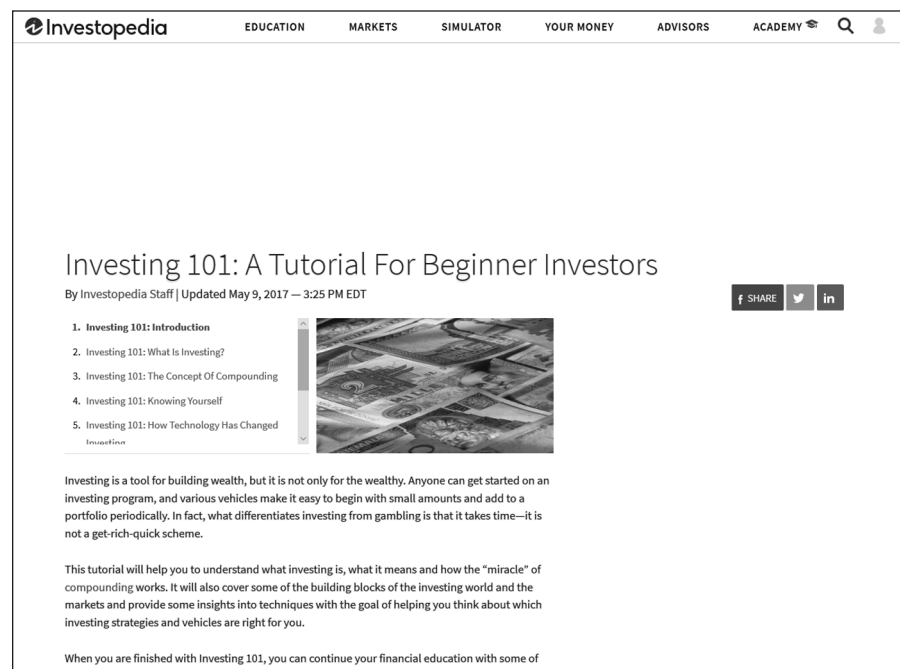 Investopedia
EDUCATION MARKETS SIMULATOR YOUR MONEY ADVISORS ACADEMY
Investing 101: A Tutorial For Beginner Investors
By Investopedia Staff | Updated May 9, 2017 — 3:25 PM EDT
f SHARE in
1. Investing 101: Introduction
2. Investing 101: What Is Investing?
3. Investing 101: The Concept Of Compounding
4. Investing 101: Knowing Yourself
5. Investing 101: How Technology Has Changed
Investing
Investing is a tool for building wealth, but it is not only for the wealthy. Anyone can get started on an
investing program, and various vehicles make it easy to begin with small amounts and add to a
portfolio periodically. In fact, what differentiates investing from gambling is that it takes time—it is
not a get-rich-quick scheme.
This tutorial will help you to understand what investing is, what it means and how the “miracle” of
compounding works. It will also cover some of the building blocks of the investing world and the
markets and provide some insights into techniques with the goal of helping you think about which
investing strategies and vehicles are right for you.
When you are finished with Investing 101, you can continue your financial education with some of